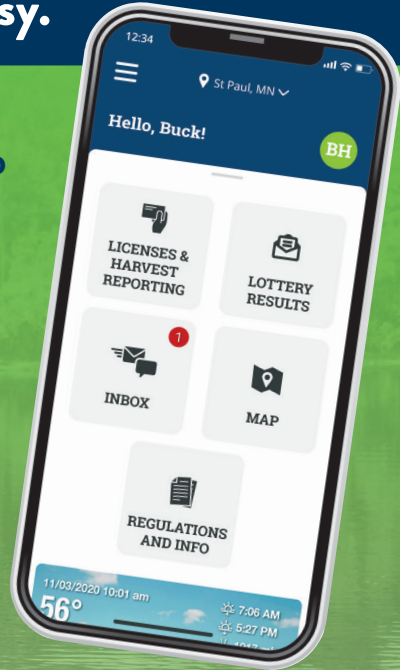 sy.
12:34
St Paul, MN
Hello, Buck!
BH
LICENSES &
HARVEST
REPORTING
LOTTERY
RESULTS
1
INBOX
MAP
REGULATIONS
AND INFO
11/03/2020 10:01 am
56°
7:06 AM
5:27 PM